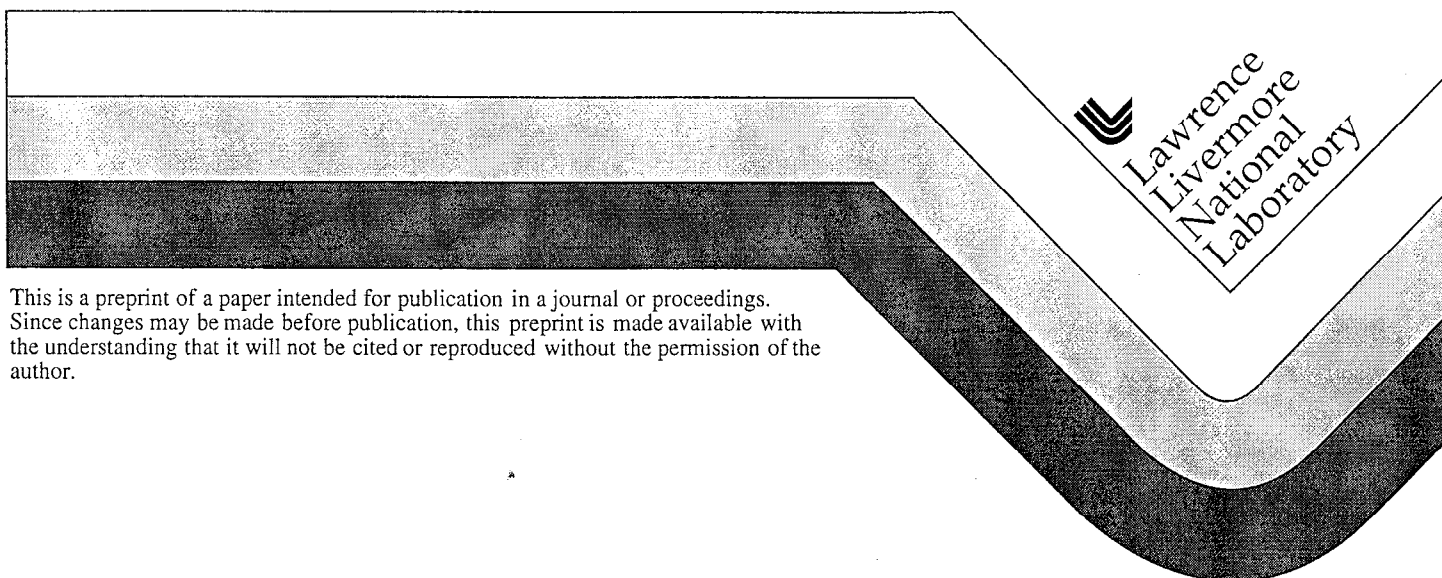 Lawrence
Livermore
National
Laboratory
This is a preprint of a paper intended for publication in a journal or proceedings.
Since changes may be made before publication, this preprint is made available with
the understanding that it will not be cited or reproduced without the permission of the
author.